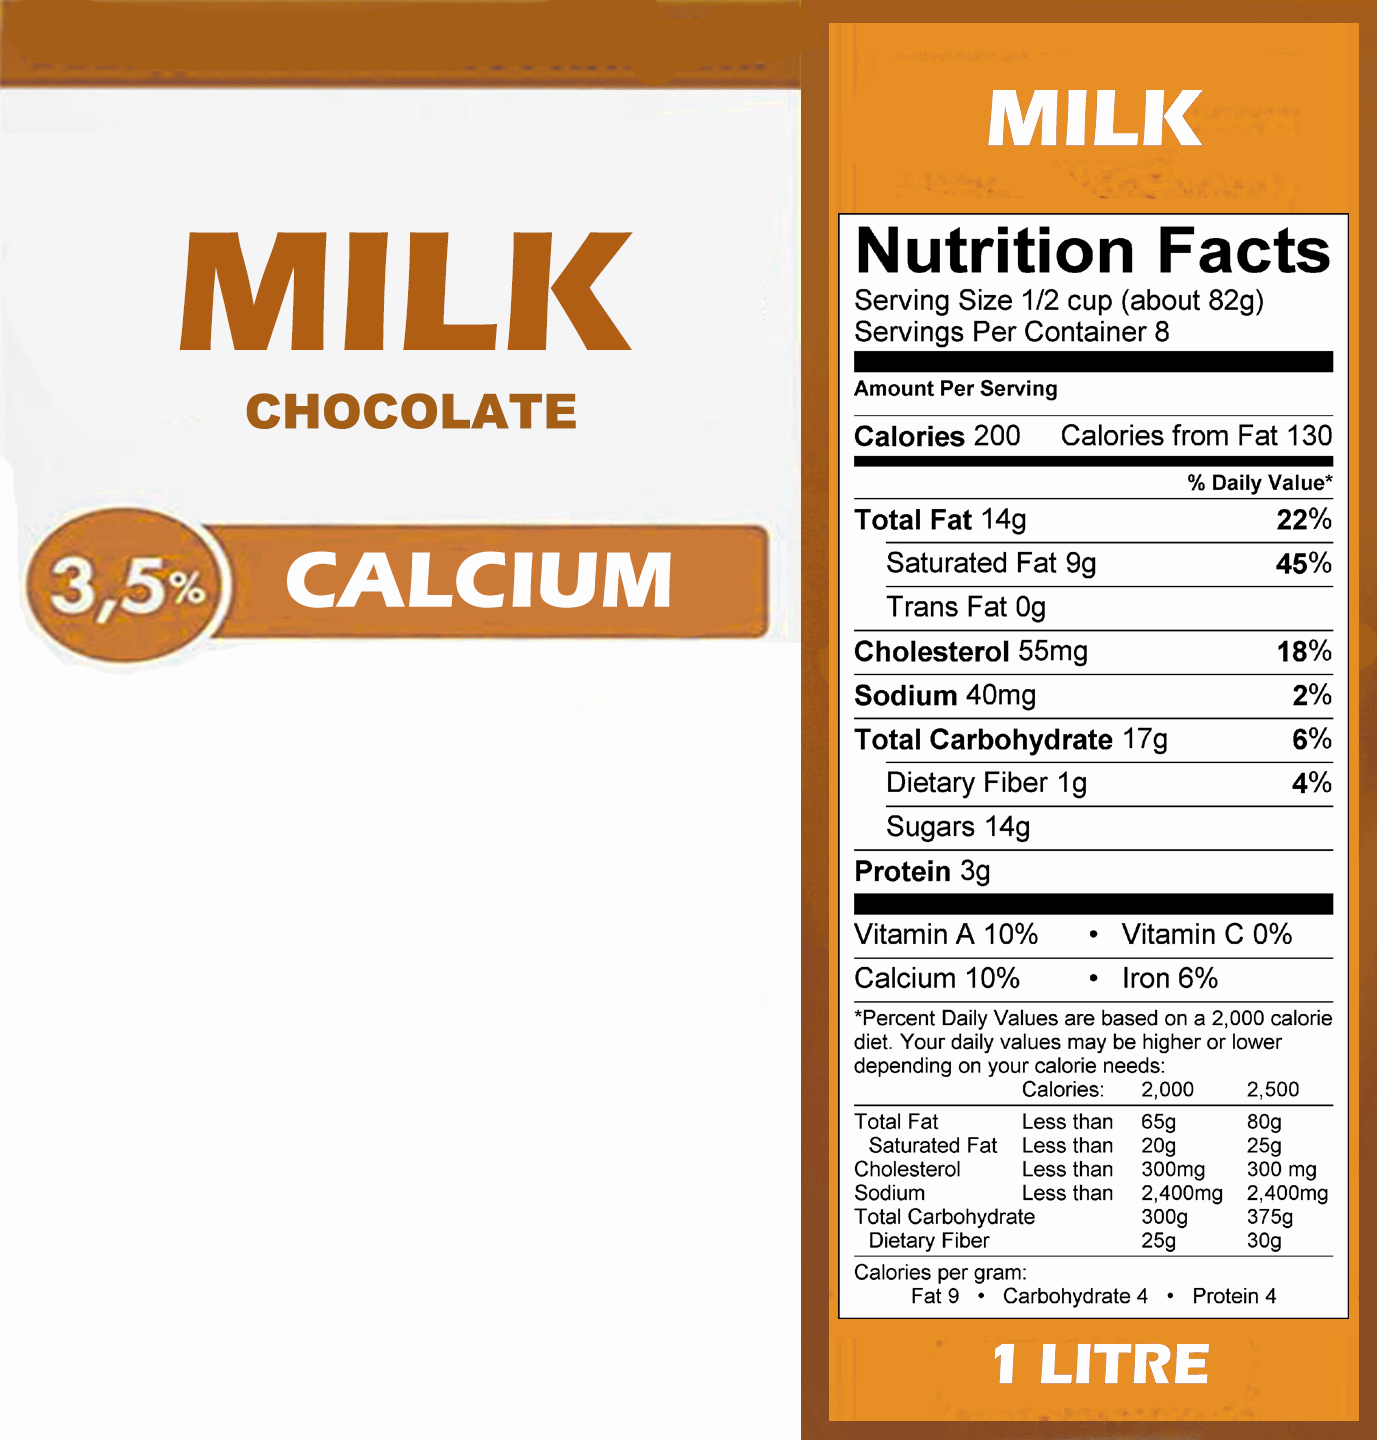 MILK
CHOCOLATE
3,5%
CALCIUM
MILK
Nutrition Facts
Serving Size 1/2 cup (about 82g)
Servings Per Container 8
Amount Per Serving
Calories 200 Calories from Fat 130
% Daily Value*
Total Fat 14g 22%
Saturated Fat 9g 45%
Trans Fat 0g
Cholesterol 55mg 18%
Sodium 40mg 2%
Total Carbohydrate 17g 6%
Dietary Fiber 1g 4%
Sugars 14g
Protein 3g
Vitamin A 10% • Vitamin C 0%
Calcium 10% • Iron 6%
*Percent Daily Values are based on a 2,000 calorie
diet. Your daily values may be higher or lower
depending on your calorie needs:
Calories: 2,000 2,500
Total Fat Less than 65g 80g
Saturated Fat Less than 20g 25g
Cholesterol Less than 300mg 300 mg
Sodium Less than 2,400mg 2,400mg
Total Carbohydrate 300g 375g
Dietary Fiber 25g 30g
Calories per gram:
Fat 9 • Carbohydrate 4 • Protein 4
1 LITRE